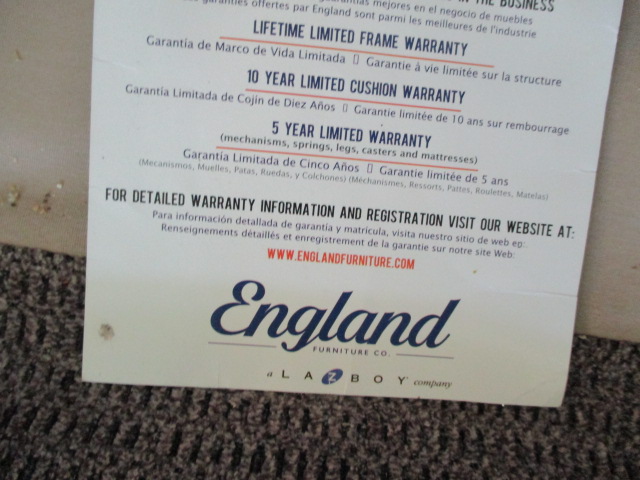 IN THE BUSINESS
garantías mejores en el negocio de muebles
garanties offertes par England sont parmi les meilleures de l'industrie
LIFETIME LIMITED FRAME WARRANTY
Garantía de Marco de Vida Limitada ▯ Garantie à vie limitée sur la structure
10 YEAR LIMITED CUSHION WARRANTY
Garantía Limitada de Cojín de Diez Años ▯ Garantie limitée de 10 ans sur rembourrage
5 YEAR LIMITED WARRANTY
(mechanisms, springs, legs, casters and mattresses)
Garantía Limitada de Cinco Años ▯ Garantie limitée de 5 ans
(Mecanismos, Muelles, Patas, Ruedas, y Colchones) (Méchanismes, Ressorts, Pattes, Roulettes, Matelas)
FOR DETAILED WARRANTY INFORMATION AND REGISTRATION VISIT OUR WEBSITE AT:
Para información detallada de garantía y matrícula, visita nuestro sitio de web en:
Renseignements détaillés et enregistrement de la garantie sur notre site Web:
WWW.ENGLANDFURNITURE.COM
England
FURNITURE CO.
a LAZBOY company